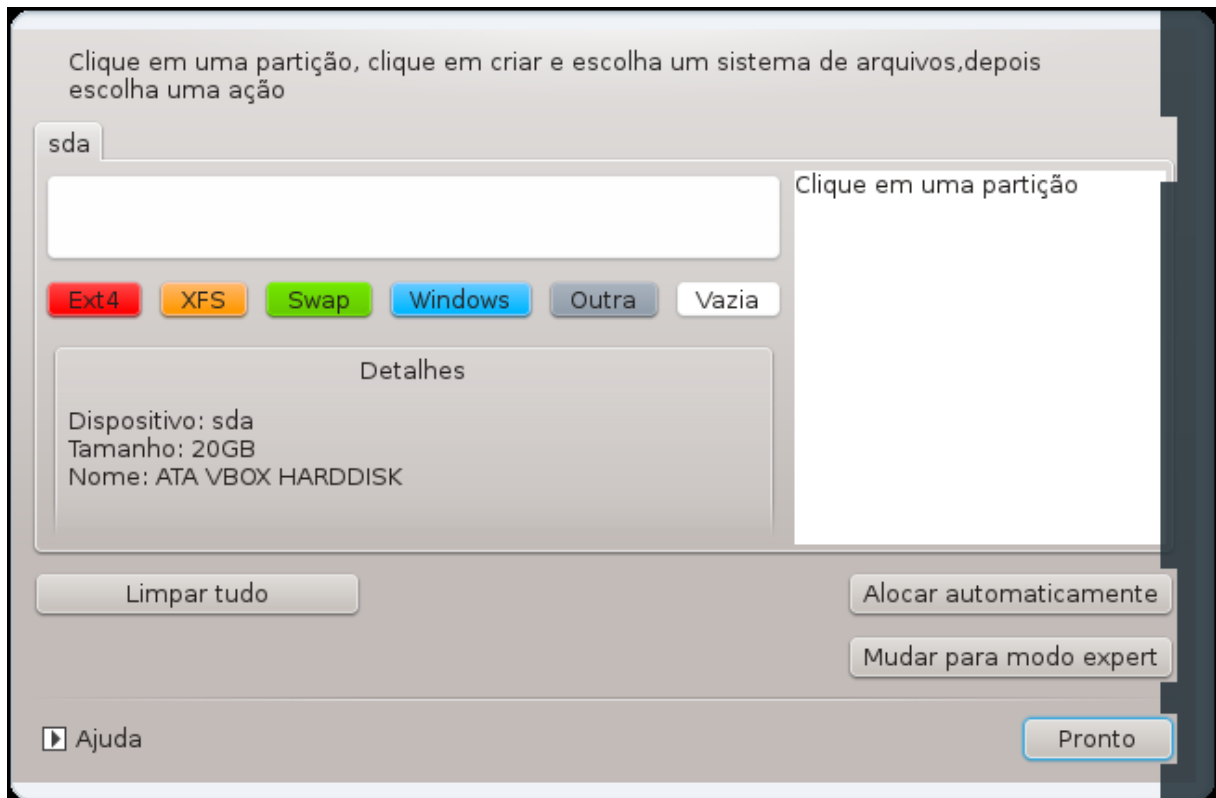 Clique em uma partição, clique em criar e escolha um sistema de arquivos,depois
escolha uma ação
sda
Clique em uma partição
Ext4 XFS Swap Windows Outra Vazia
Detalhes
Dispositivo: sda
Tamanho: 20GB
Nome: ATA VBOX HARDDISK
Limpar tudo
Alocar automaticamente
Mudar para modo expert
Ajuda
Pronto